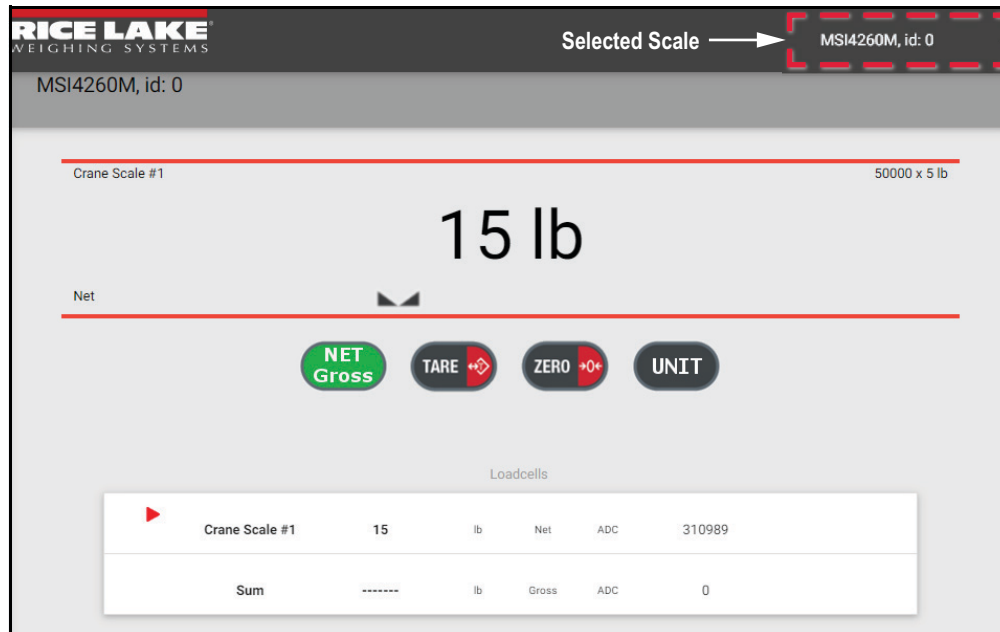 RICE LAKE®
WEIGHING SYSTEMS
Selected Scale
MSI4260M, id: 0
MSI4260M, id: 0
Crane Scale #1 50000 x 5 lb
15 lb
Net
NET Gross TARE T ZERO →0← UNIT
Loadcells
Crane Scale #1 15 lb Net ADC 310989
Sum ------- lb Gross ADC 0